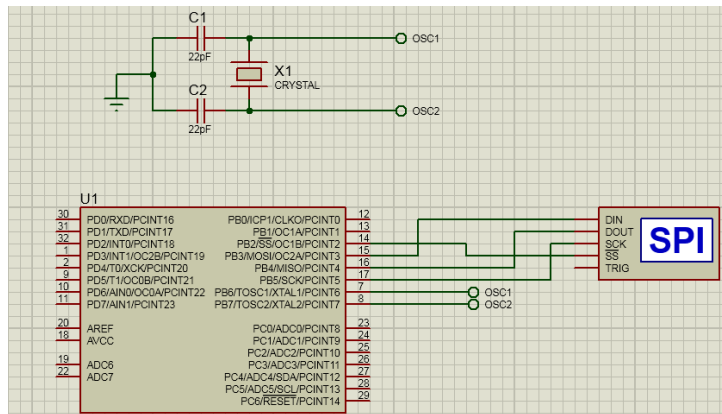 C1
22pF
OSC1
X1
CRYSTAL
C2
22pF
OSC2
U1
30 PD0/RXD/PCINT16 PB0/ICP1/CLKO/PCINT0 12
31 PD1/TXD/PCINT17 PB1/OC1A/PCINT1 13
32 PD2/INT0/PCINT18 PB2/SS/OC1B/PCINT2 14
1 PD3/INT1/OC2B/PCINT19 PB3/MOSI/OC2A/PCINT3 15
2 PD4/T0/XCK/PCINT20 PB4/MISO/PCINT4 16
9 PD5/T1/OC0B/PCINT21 PB5/SCK/PCINT5 17
10 PD6/AIN0/OC0A/PCINT22 PB6/TOSC1/XTAL1/PCINT6 7 OSC1
11 PD7/AIN1/PCINT23 PB7/TOSC2/XTAL2/PCINT7 8 OSC2
20 AREF PC0/ADC0/PCINT8 23
18 AVCC PC1/ADC1/PCINT9 24
PC2/ADC2/PCINT10 25
19 ADC6 PC3/ADC3/PCINT11 26
22 ADC7 PC4/ADC4/SDA/PCINT12 27
PC5/ADC5/SCL/PCINT13 28
PC6/RESET/PCINT14 29
DIN
DOUT
SCK
SS
TRIG
SPI